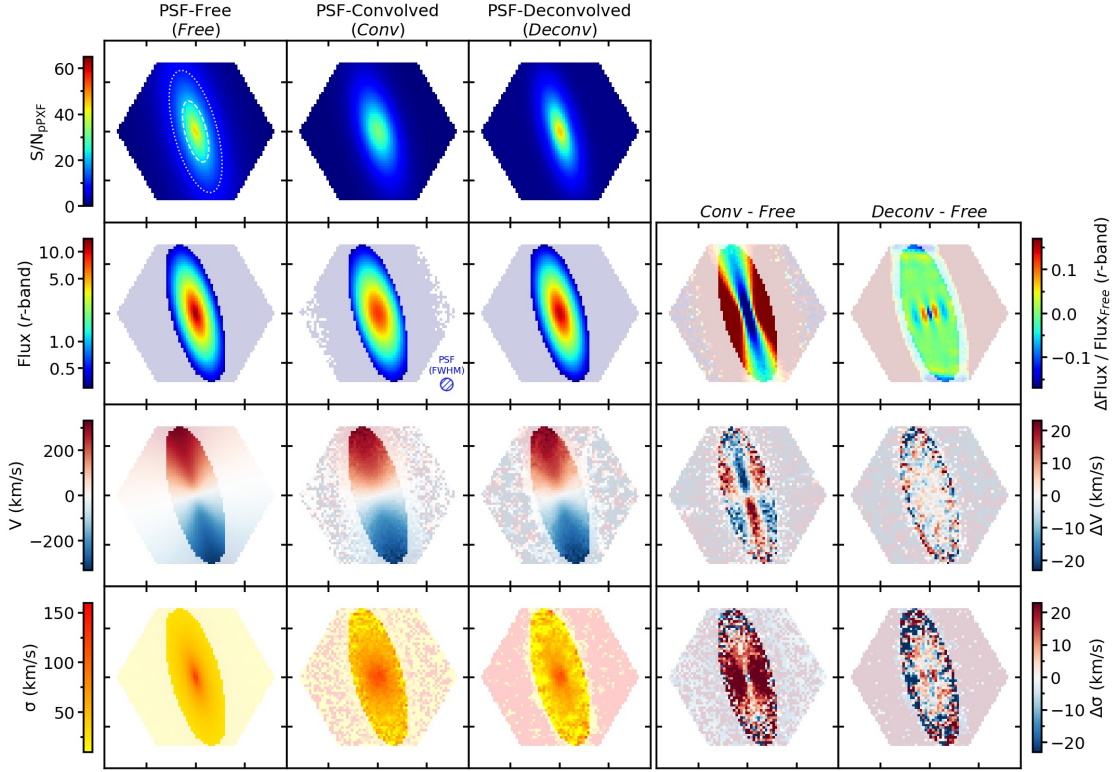 PSF-Free
(Free)
PSF-Convolved
(Conv)
PSF-Deconvolved
(Deconv)
S/N_pPXF
60
40
20
0
Conv - Free
Deconv - Free
Flux (r-band)
10.0
5.0
1.0
0.5
PSF
(FWHM)
0.1
0.0
−0.1
ΔFlux / Flux_Free (r-band)
V (km/s)
200
0
−200
20
10
0
−10
−20
ΔV (km/s)
σ (km/s)
150
100
50
20
10
0
−10
−20
Δσ (km/s)